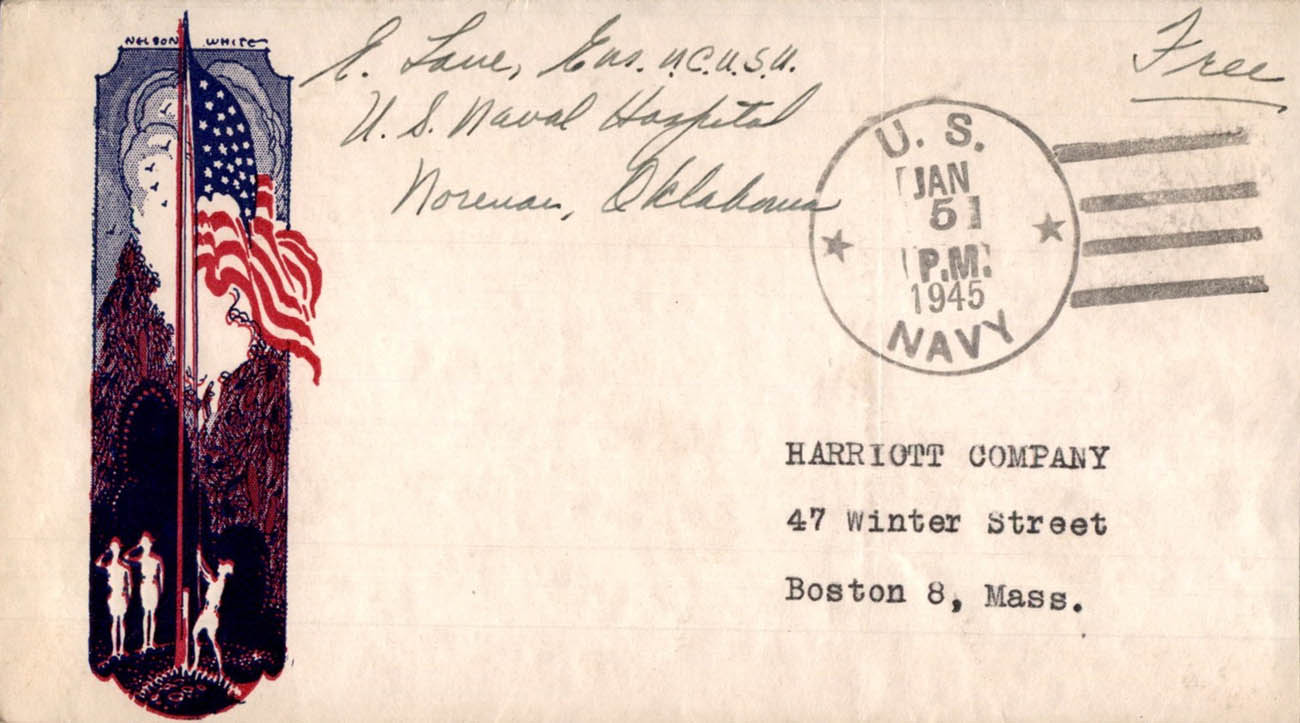 NELSON WHITE
E. Lane, Ens. N.C.U.S.N.
U. S. Naval Hospital
Norman, Oklahoma
Free
U. S.
JAN
5
P.M.
1945
NAVY
HARRIOTT COMPANY
47 Winter Street
Boston 8, Mass.